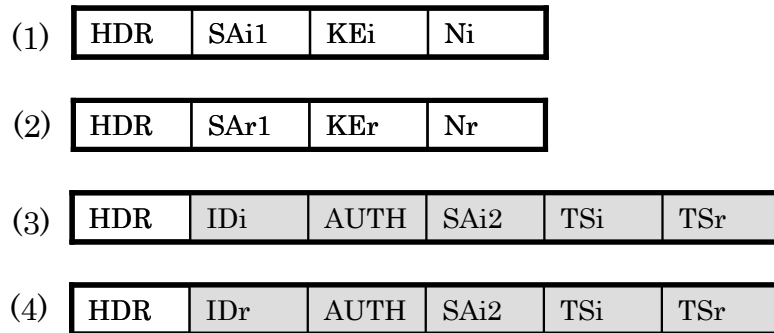 (1) HDR SAi1 KEi Ni
(2) HDR SAr1 KEr Nr
(3) HDR IDi AUTH SAi2 TSi TSr
(4) HDR IDr AUTH SAi2 TSi TSr